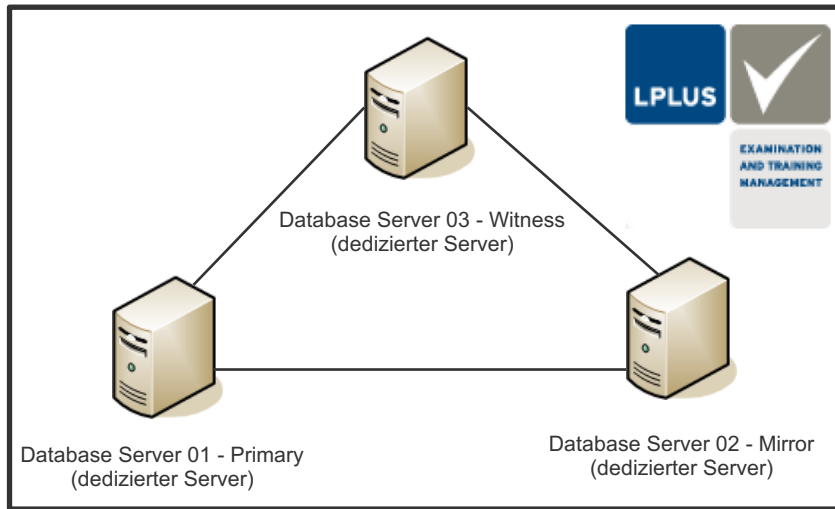 LPLUS
EXAMINATION
AND TRAINING
MANAGEMENT
Database Server 03 - Witness
(dedizierter Server)
Database Server 01 - Primary
(dedizierter Server)
Database Server 02 - Mirror
(dedizierter Server)